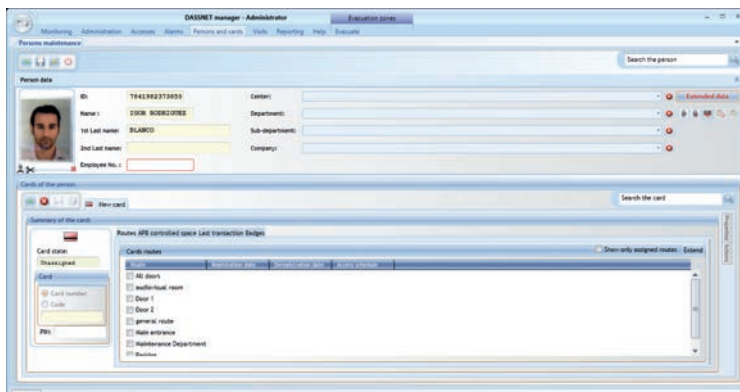 DASSNET manager - Administrator
Evacuation zones
Monitoring Administration Accesses Alarms Persons and cards Visits Reporting Help Evacuate
Persons maintenance
Search the person
Person data
ID: 7641982373659
Center:
Extended data
Name : IGOR RODRIGUEZ
Department:
1st Last name: BLANCO
Sub-department:
2nd Last name:
Company:
Employee No. :
Cards of the person
New card
Search the card
Summary of the card:
Routes APB controlled space Last transaction Badges
Card state:
Unassigned
Cards routes
Show only assigned routes
Extend
Route
Card
Card number
Code
PIN:
All doors
audiovisual room
Door 1
Door 2
general route
Main entrance
Maintenance Department